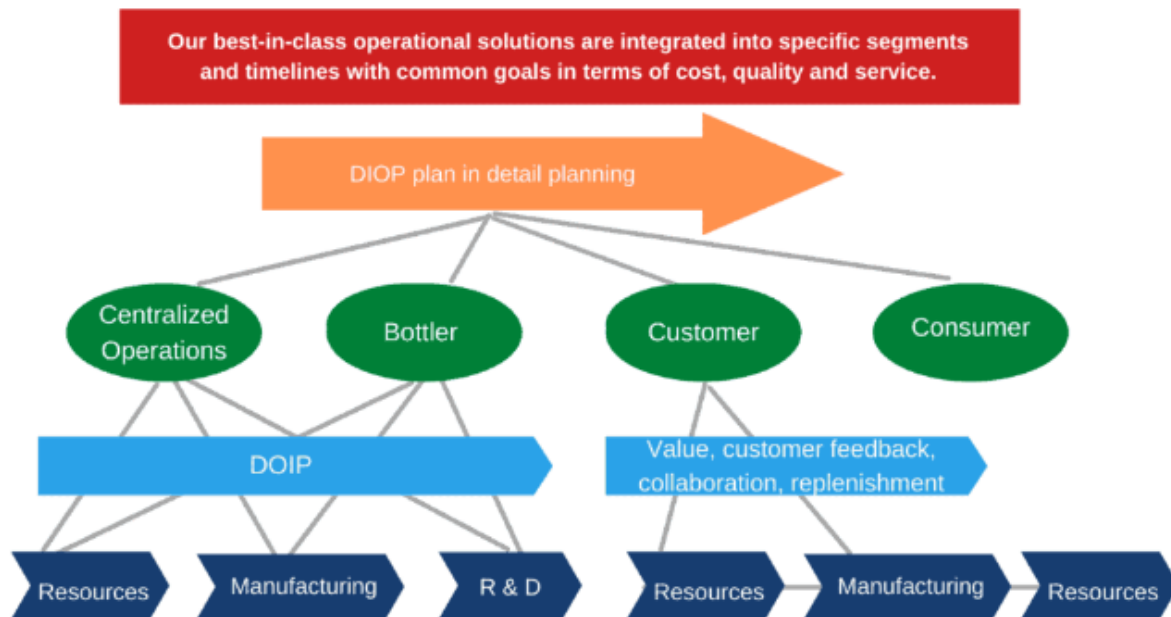 Our best-in-class operational solutions are integrated into specific segments
and timelines with common goals in terms of cost, quality and service.
DIOP plan in detail planning
Centralized
Operations
Bottler
Customer
Consumer
DOIP
Value, customer feedback,
collaboration, replenishment
Resources
Manufacturing
R & D
Resources
Manufacturing
Resources